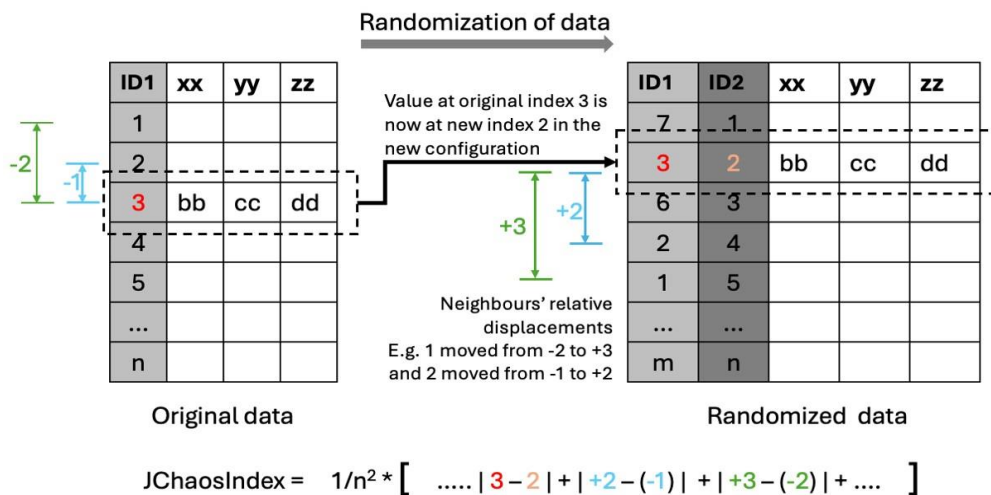 Randomization of data
ID1 xx yy zz
1
2
3 bb cc dd
4
5
...
n
-2
-1
Original data
Value at original index 3 is
now at new index 2 in the
new configuration
+3
+2
Neighbours’ relative
displacements
E.g. 1 moved from -2 to +3
and 2 moved from -1 to +2
ID1 ID2 xx yy zz
7 1
3 2 bb cc dd
6 3
2 4
1 5
... ...
m n
Randomized data
JChaosIndex = 1/n² * [ ..... | 3 – 2 | + | +2 – (-1) | + | +3 – (-2) | + .... ]